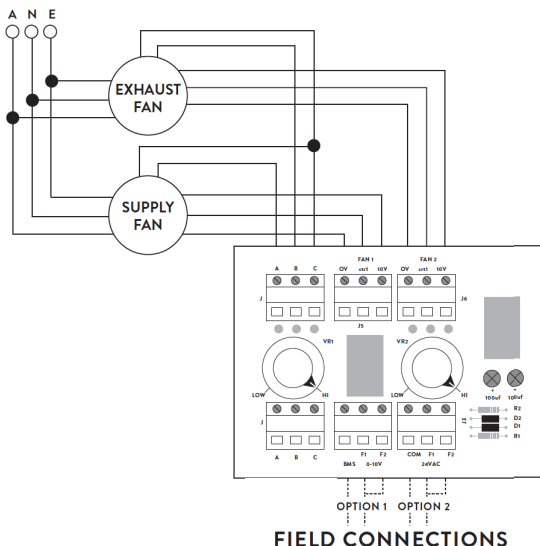 A N E
EXHAUST
FAN
SUPPLY
FAN
FAN 1 FAN 2
A B C 0V ctrl 10V 0V ctrl 10V
J J6
J5
VR1 VR2
LOW HI LOW HI
+ +
100uf 100uf
R2
D2
D1
R1
J J3
A B C F1 F2 COM F1 F2
BMS 0-10V 24VAC
OPTION 1 OPTION 2
FIELD CONNECTIONS